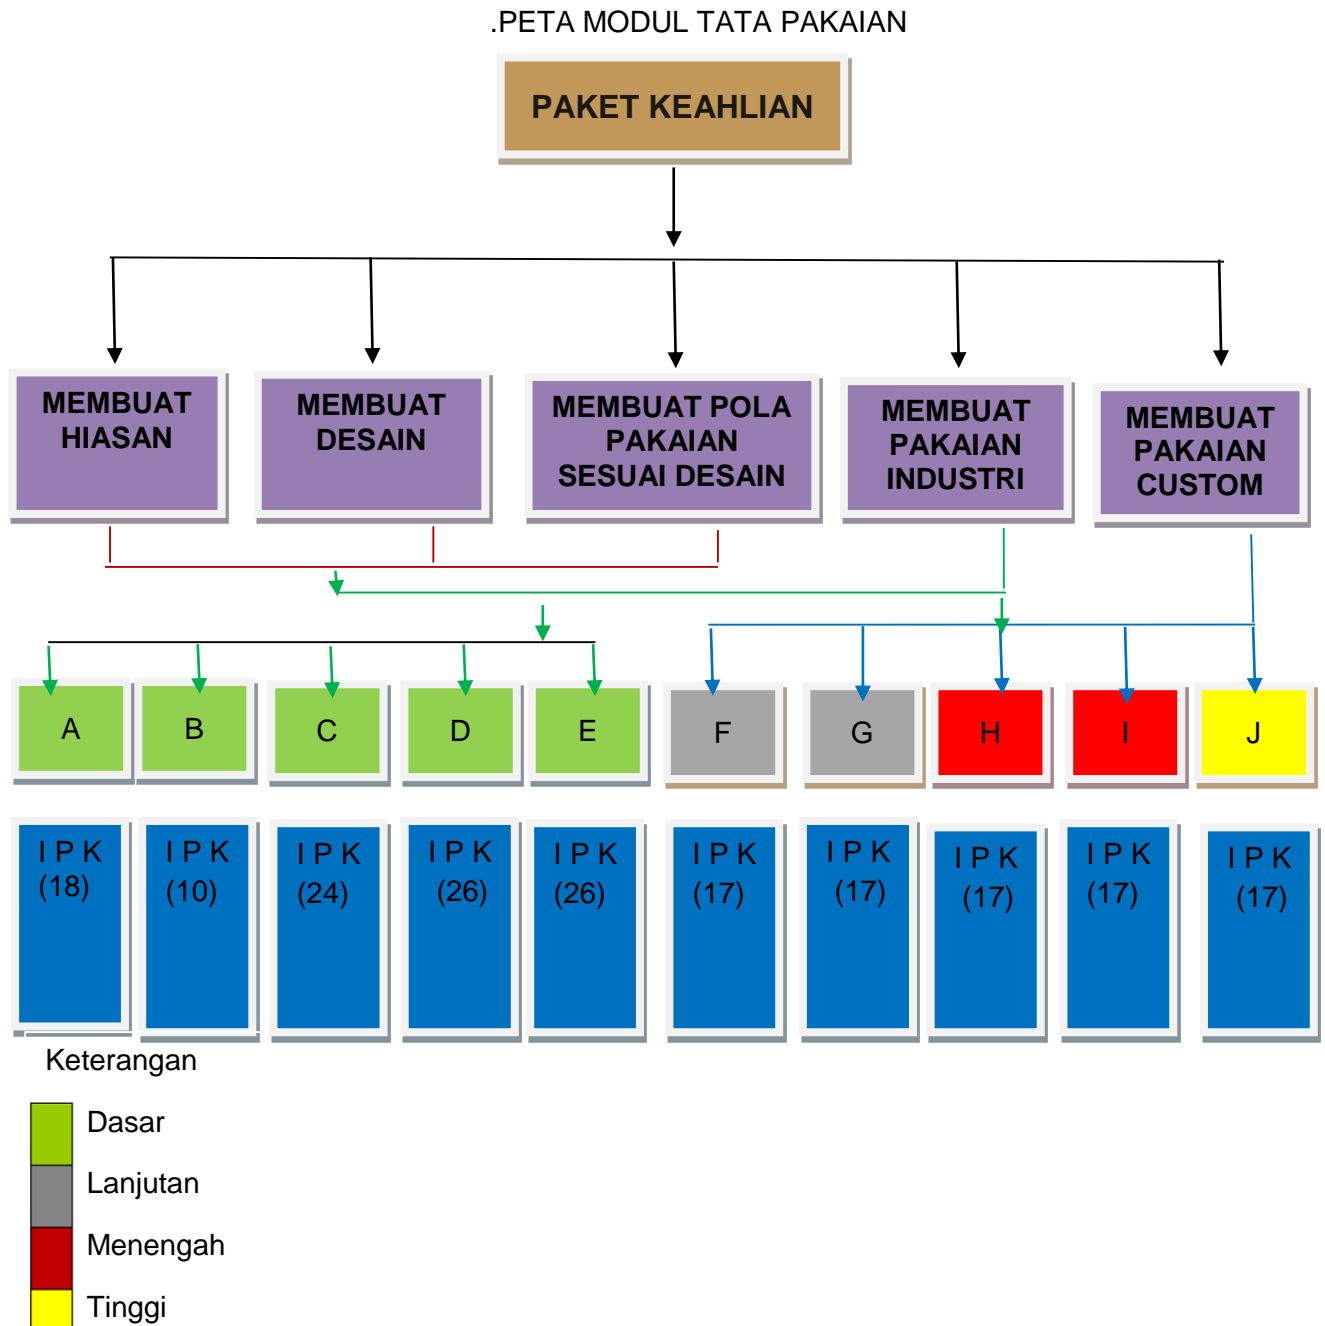 .PETA MODUL TATA PAKAIAN
PAKET KEAHLIAN
MEMBUAT
HIASAN
MEMBUAT
DESAIN
MEMBUAT POLA
PAKAIAN
SESUAI DESAIN
MEMBUAT
PAKAIAN
INDUSTRI
MEMBUAT
PAKAIAN
CUSTOM
A
B
C
D
E
F
G
H
I
J
I P K
(18)
I P K
(10)
I P K
(24)
I P K
(26)
I P K
(26)
I P K
(17)
I P K
(17)
I P K
(17)
I P K
(17)
I P K
(17)
Keterangan
Dasar
Lanjutan
Menengah
Tinggi